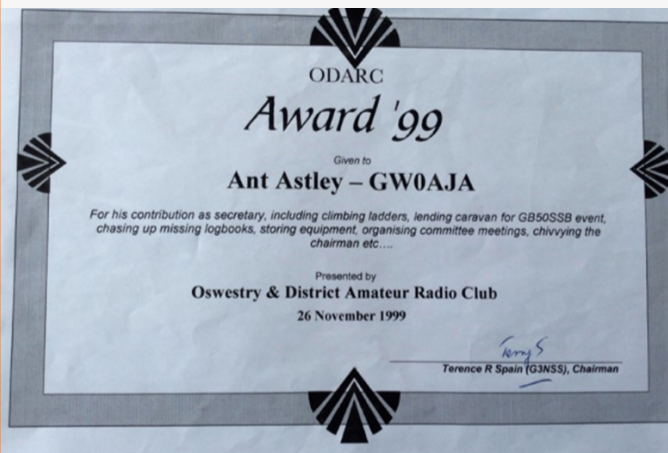 ODARC
Award '99
Given to
Ant Astley – GW0AJA
For his contribution as secretary, including climbing ladders, lending caravan for GB50SSB event,
chasing up missing logbooks, storing equipment, organising committee meetings, chivvying the
chairman etc....
Presented by
Oswestry & District Amateur Radio Club
26 November 1999
Terry S
Terence R Spain (G3NSS), Chairman